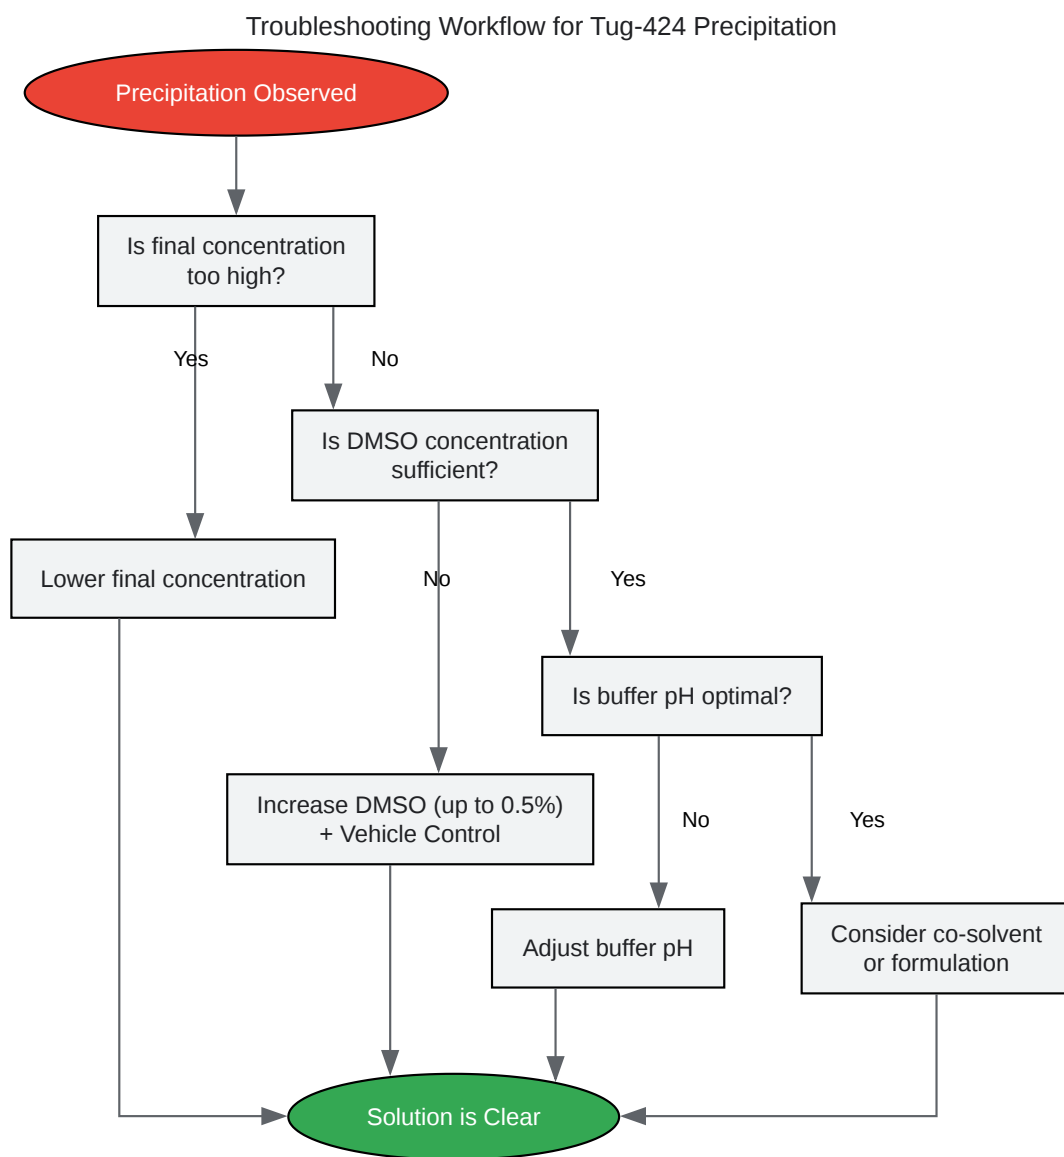 Troubleshooting Workflow for Tug-424 Precipitation
Precipitation Observed
Is final concentration
too high?
Yes
No
Is DMSO concentration
sufficient?
Lower final concentration
No
Yes
Is buffer pH optimal?
Increase DMSO (up to 0.5%)
+ Vehicle Control
No
Yes
Adjust buffer pH
Consider co-solvent
or formulation
Solution is Clear